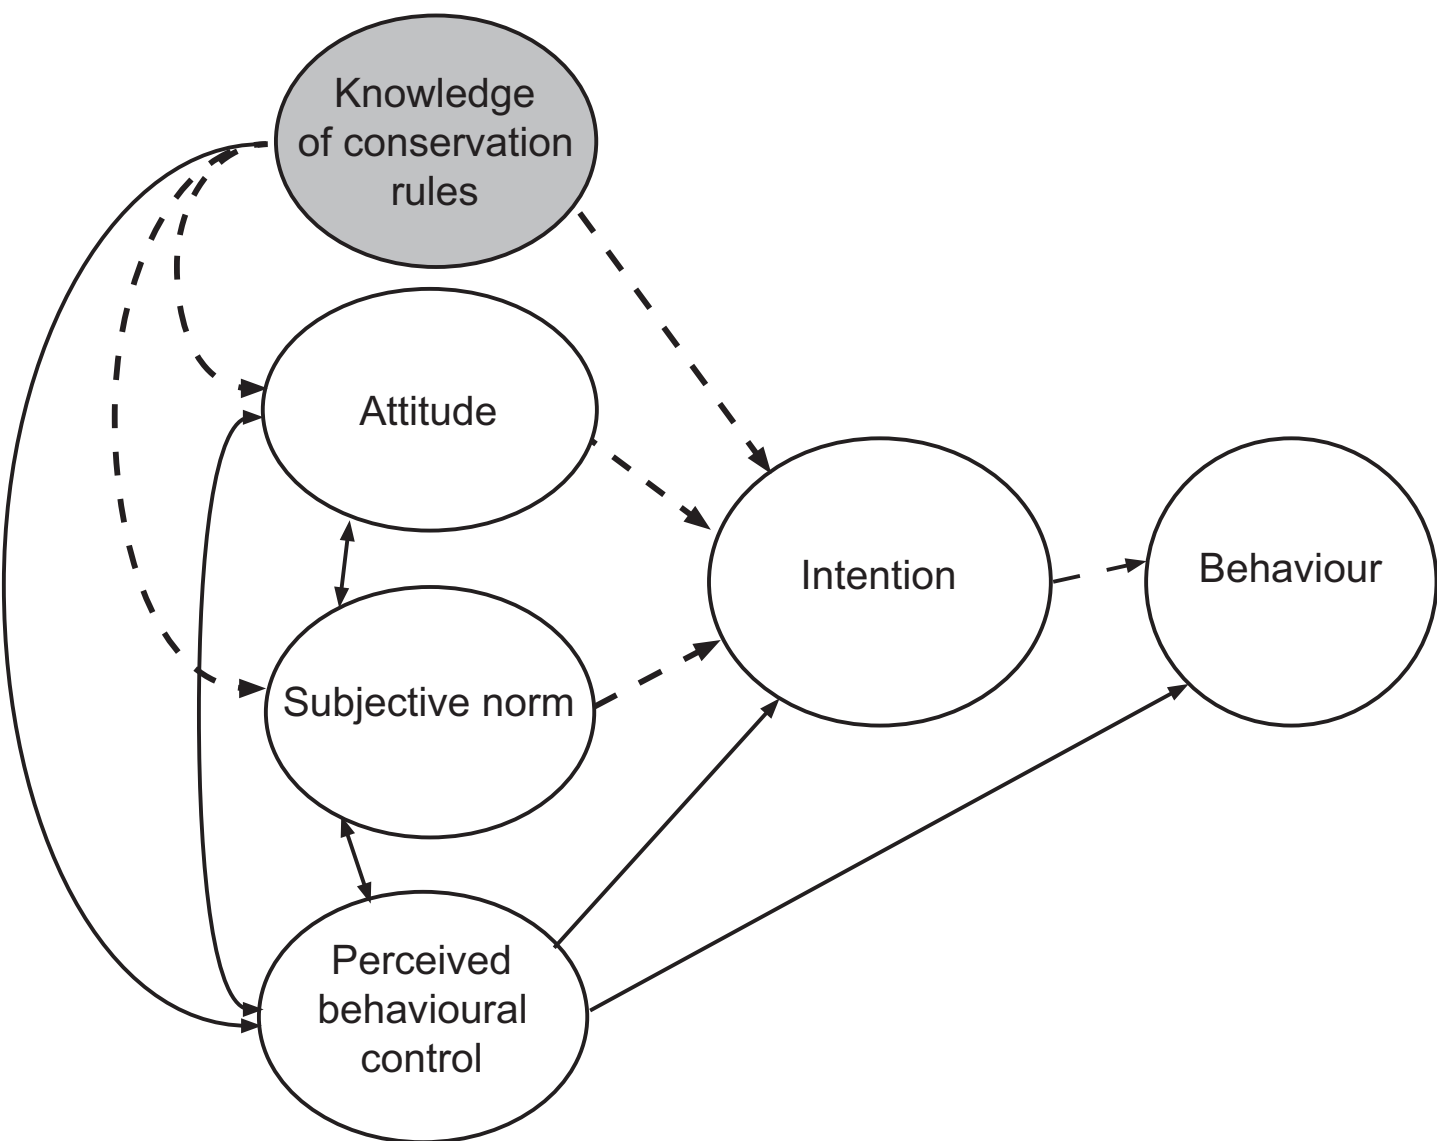 Knowledge
of conservation
rules
Attitude
Intention
Behaviour
Subjective norm
Perceived
behavioural
control